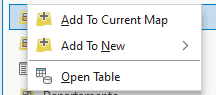 Add To Current Map
Add To New
Open Table